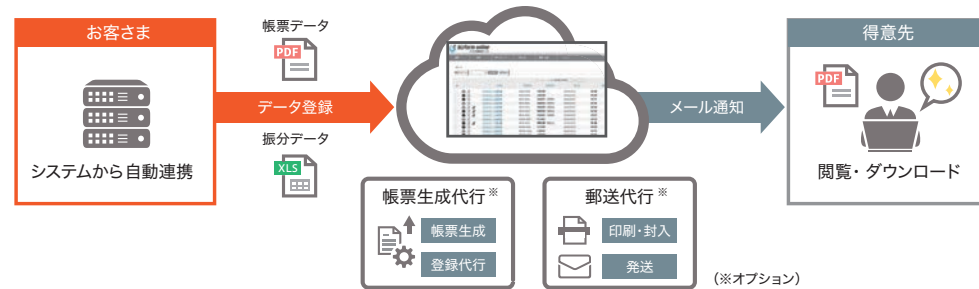 お客さま
システムから自動連携
帳票データ
PDF
データ登録
振分データ
XLS
メール通知
得意先
PDF
閲覧・ダウンロード
帳票生成代行※
帳票生成
登録代行
郵送代行※
印刷・封入
発送
(※オプション)